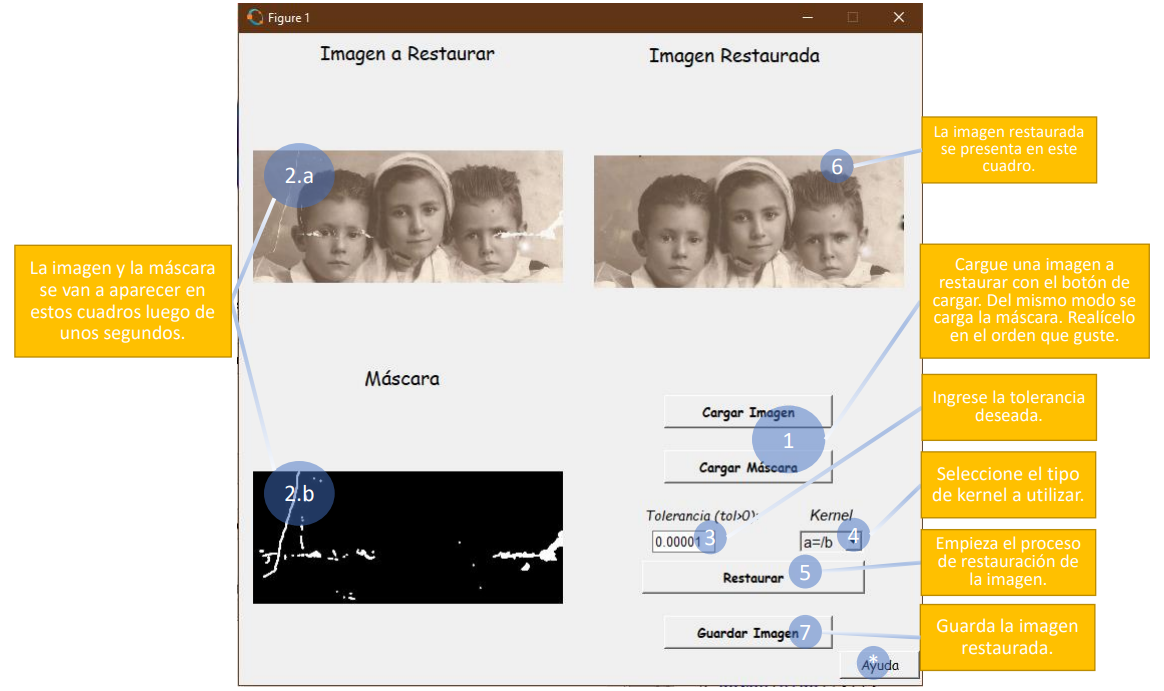 Figure 1
Imagen a Restaurar
Imagen Restaurada
2.a
6
La imagen restaurada
se presenta en este
cuadro.
La imagen y la máscara
se van a aparecer en
estos cuadros luego de
unos segundos.
Cargue una imagen a
restaurar con el botón de
cargar. Del mismo modo se
carga la máscara. Realícelo
en el orden que guste.
Máscara
Cargar Imagen
1
Cargar Máscara
Ingrese la tolerancia
deseada.
2.b
Tolerancia (tol>0):
Kernel
0.00001
3
a=/b
4
Seleccione el tipo
de kernel a utilizar.
Restaurar
5
Empieza el proceso
de restauración de
la imagen.
Guardar Imagen
7
Guarda la imagen
restaurada.
*
Ayuda